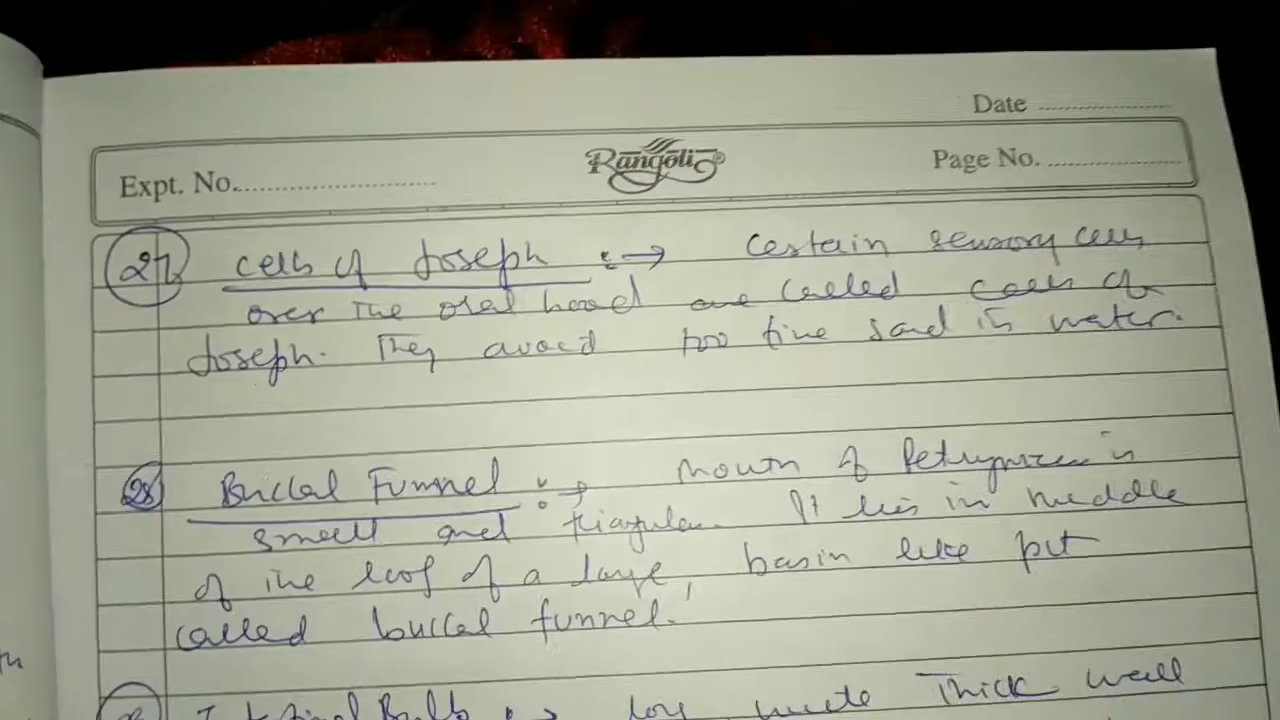 Date
Expt. No.
Rangoli
Page No.
27 cells of Joseph :→ Certain sensory cells
over the oral hood are called cells of
Joseph. They avoid too fine sand in water.
28 Buccal Funnel :→ Mouth of Petromyzon is
small and triangular. It lies in middle
of the roof of a large, basin like pit
called buccal funnel.
Thick wall